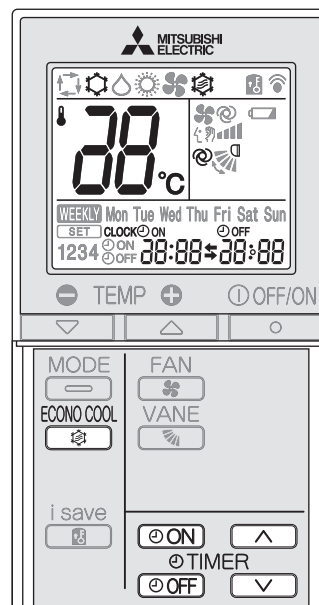 MITSUBISHI
ELECTRIC
88°C
WEEKLY Mon Tue Wed Thu Fri Sat Sun
SET CLOCK ON OFF
1234 ON OFF 88:88 88:88
TEMP OFF/ON
MODE FAN
ECONO COOL VANE
i save
ON
TIMER
OFF